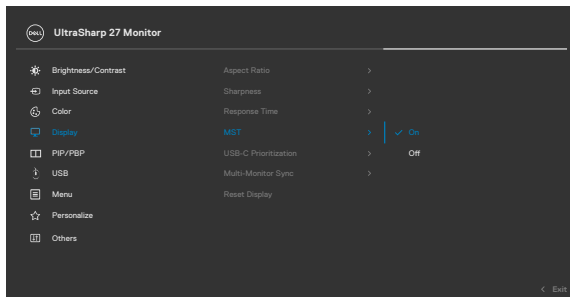 DELL UltraSharp 27 Monitor
Brightness/Contrast Aspect Ratio
Input Source Sharpness
Color Response Time
Display MST On
PIP/PBP USB-C Prioritization Off
USB Multi-Monitor Sync
Menu Reset Display
Personalize
Others
Exit